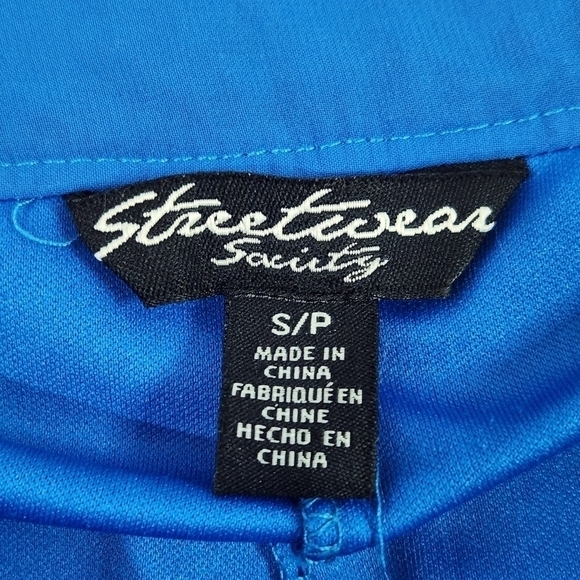 Streetwear
Society
S/P
MADE IN
CHINA
FABRIQUÉ EN
CHINE
HECHO EN
CHINA